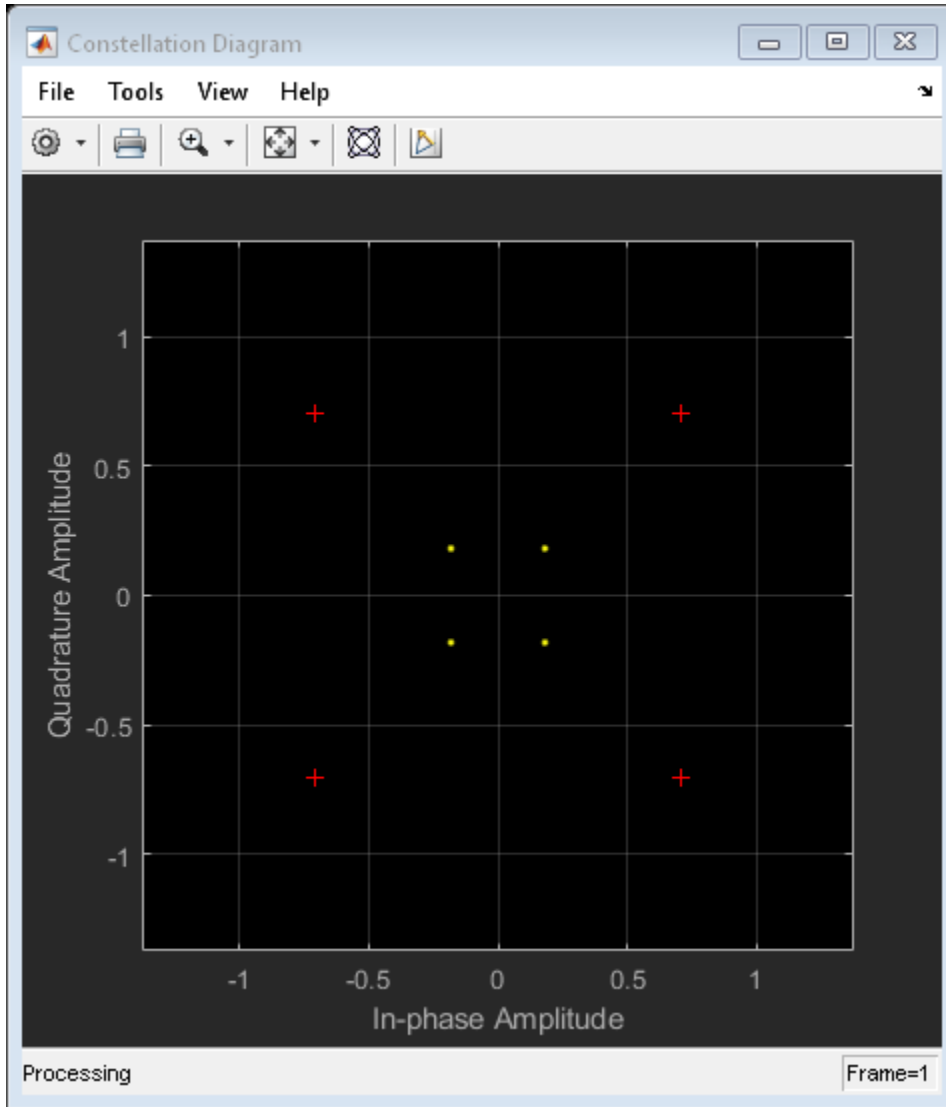 Constellation Diagram
File Tools View Help
1
0.5
0
-0.5
-1
Quadrature Amplitude
-1 -0.5 0 0.5 1
In-phase Amplitude
Processing Frame=1